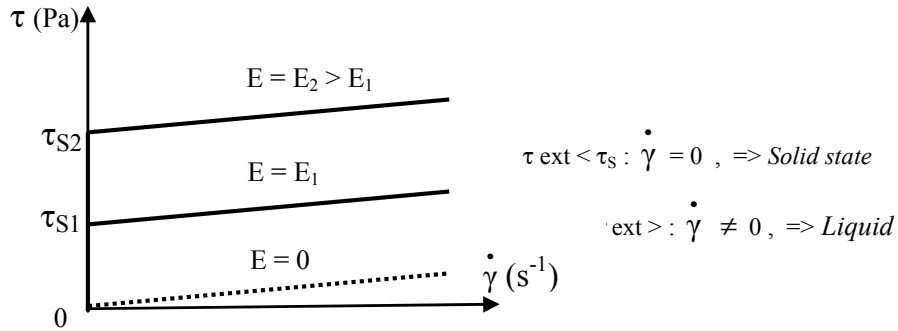 τ (Pa)
E = E₂ > E₁
τS2
τ ext < τS : γ̇ = 0 , => Solid state
E = E₁
τS1
ext > : γ̇ ≠ 0 , => Liquid
E = 0
γ̇ (s⁻¹)
0